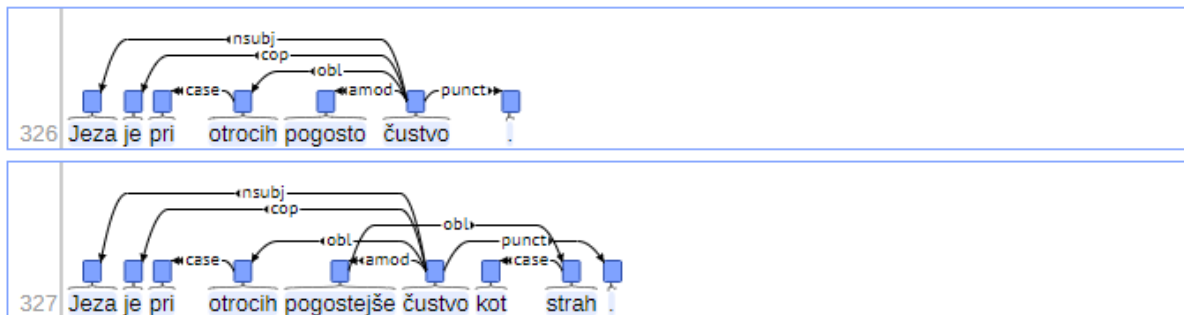 nsubj
cop
obl
case
amod
punct
326 Jeza je pri otrocih pogosto čustvo .
nsubj
cop
obl
obl
punct
case
amod
case
327 Jeza je pri otrocih pogostejše čustvo kot strah .